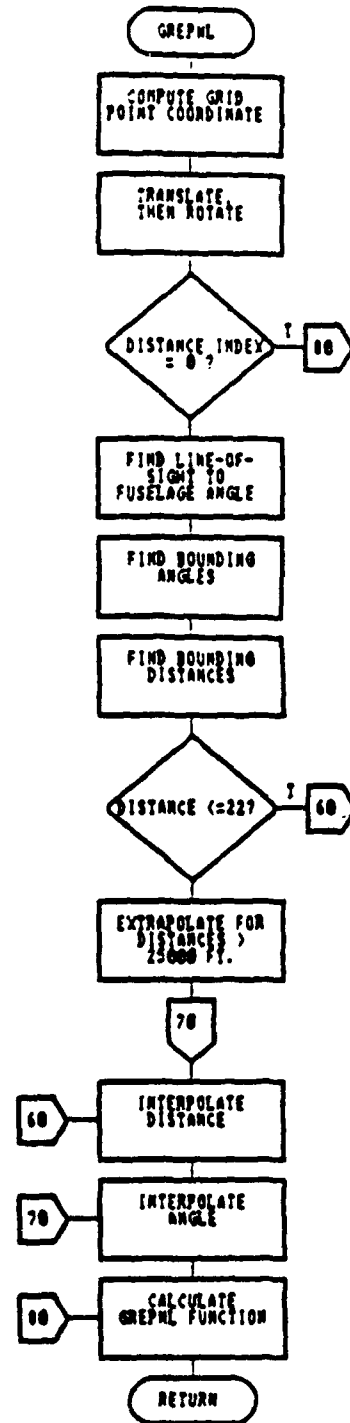 GREPNL
COMPUTE GRID
POINT COORDINATE
TRANSLATE,
THEN ROTATE
DISTANCE INDEX
= 0 ?
T
80
FIND LINE-OF-
SIGHT TO
FUSELAGE ANGLE
FIND BOUNDING
ANGLES
FIND BOUNDING
DISTANCES
DISTANCE <=22?
T
60
EXTRAPOLATE FOR
DISTANCES >
25000 FT.
70
60
INTERPOLATE
DISTANCE
70
INTERPOLATE
ANGLE
80
CALCULATE
GREPNL FUNCTION
RETURN